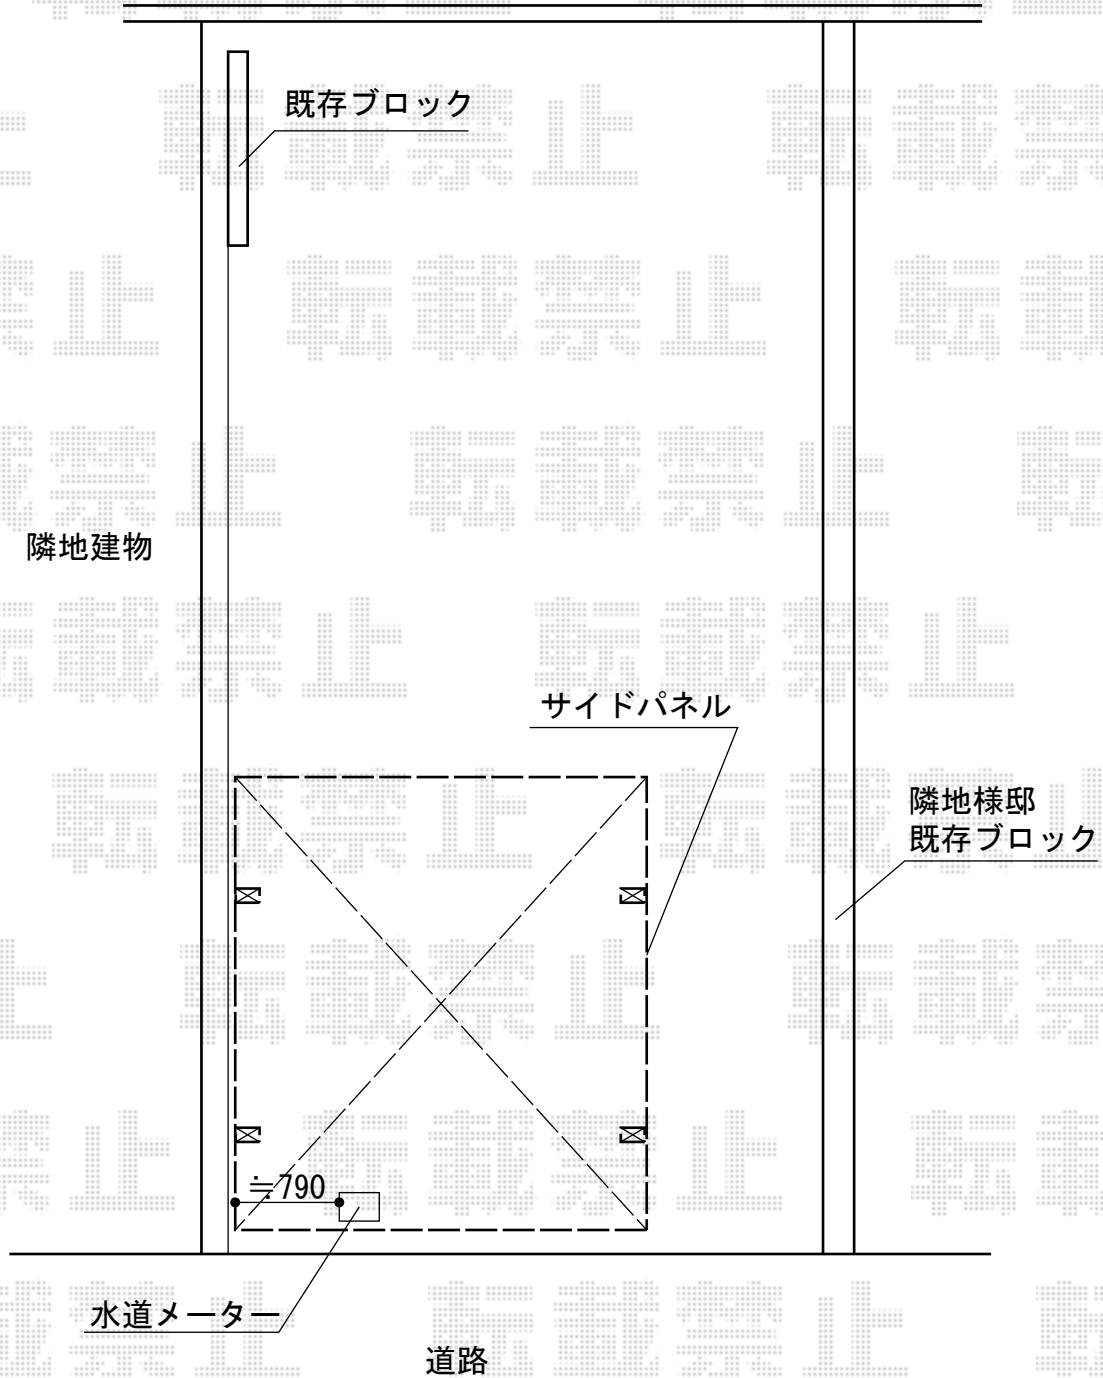 既存ブロック
隣地建物
サイドパネル
隣地様邸
既存ブロック
≒790
水道メーター
道路
転載禁止